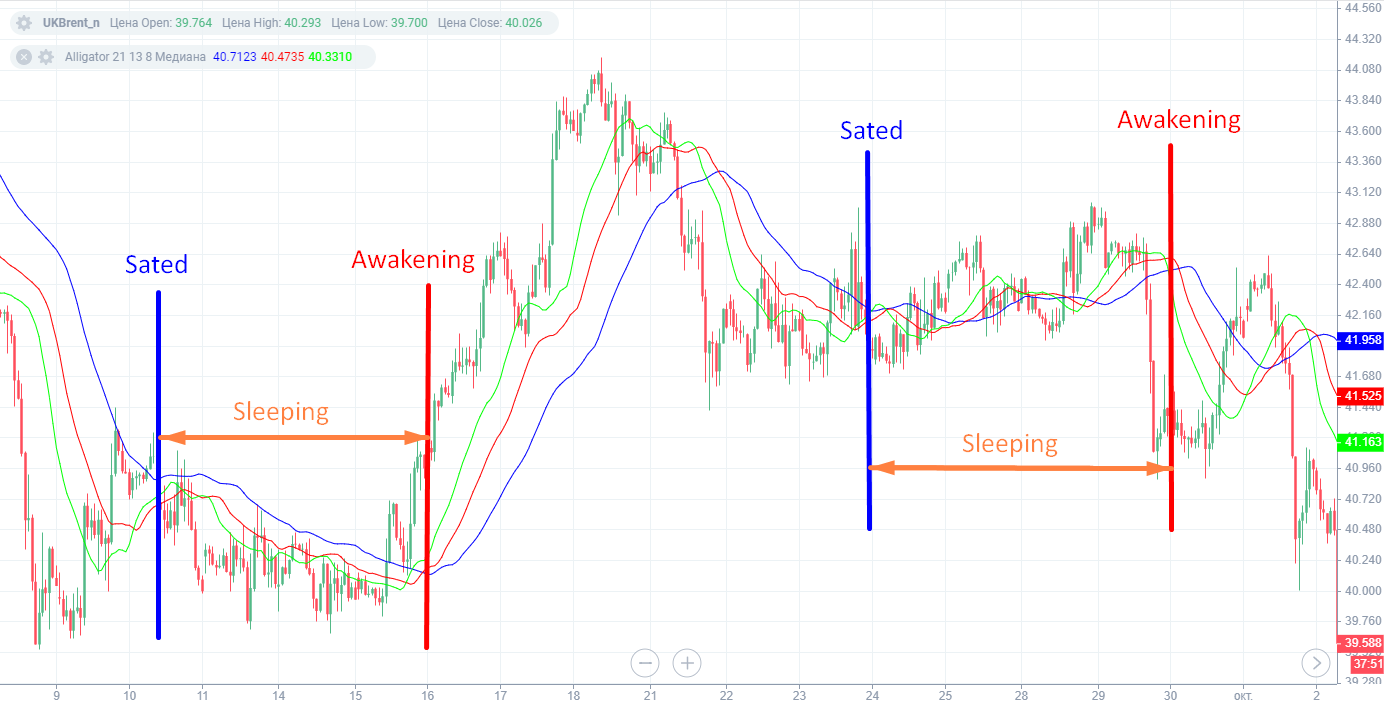 UKBrent_n Цена Open: 39.764 Цена High: 40.293 Цена Low: 39.700 Цена Close: 40.026
Alligator 21 13 8 Медиана 40.7123 40.4735 40.3310
Sated
Awakening
Sated
Awakening
Sleeping
Sleeping
44.560
44.320
44.080
43.840
43.600
43.360
43.120
42.880
42.640
42.400
42.160
41.958
41.680
41.525
41.440
41.163
40.960
40.720
40.480
40.240
40.000
39.760
39.588
37:51
39.280
9 10 11 14 15 16 17 18 21 22 23 24 25 28 29 30 окт. 2